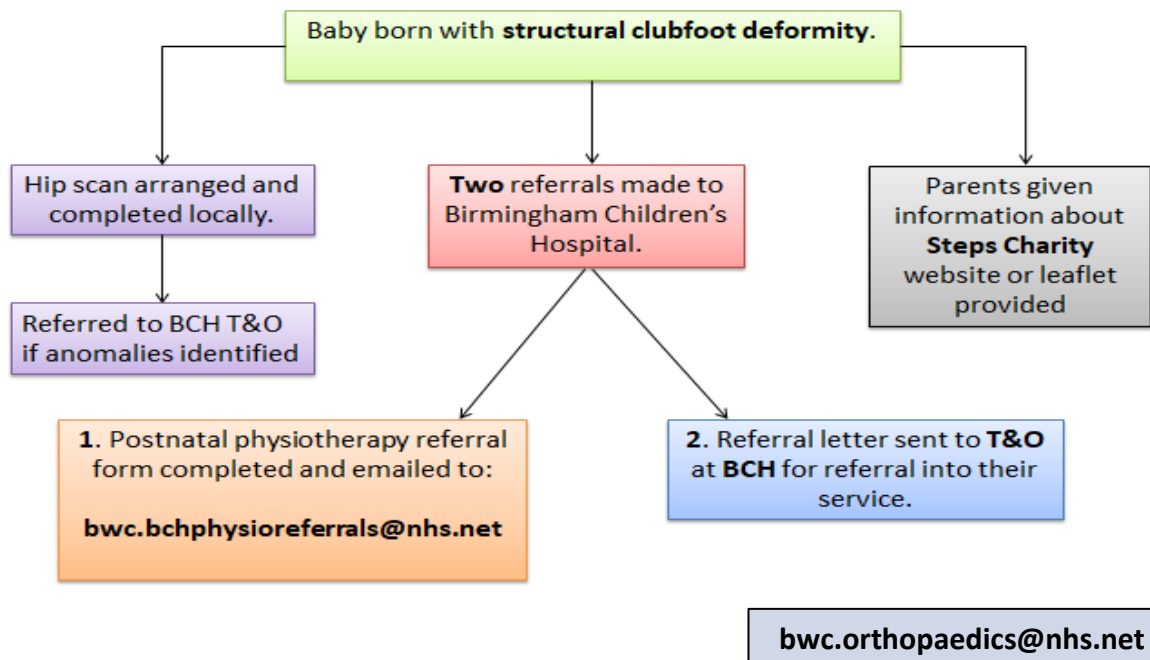 Baby born with structural clubfoot deformity.
Hip scan arranged and
completed locally.
Two referrals made to
Birmingham Children’s
Hospital.
Parents given
information about
Steps Charity
website or leaflet
provided
Referred to BCH T&O
if anomalies identified
1. Postnatal physiotherapy referral
form completed and emailed to:
bwc.bchphysioreferrals@nhs.net
2. Referral letter sent to T&O
at BCH for referral into their
service.
bwc.orthopaedics@nhs.net